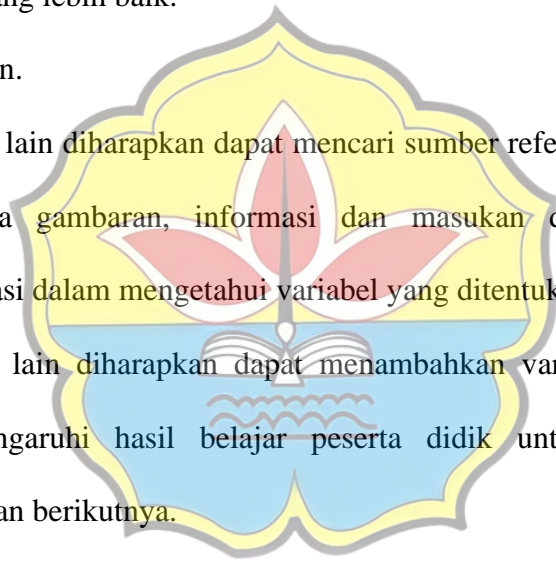 lebih baik.
n.
lain diharapkan dapat mencari sumber refe
a gambaran, informasi dan masukan d
asi dalam mengetahui variabel yang ditentuk
lain diharapkan dapat menambahkan var
ngaruhi hasil belajar peserta didik unt
an berikutnya.